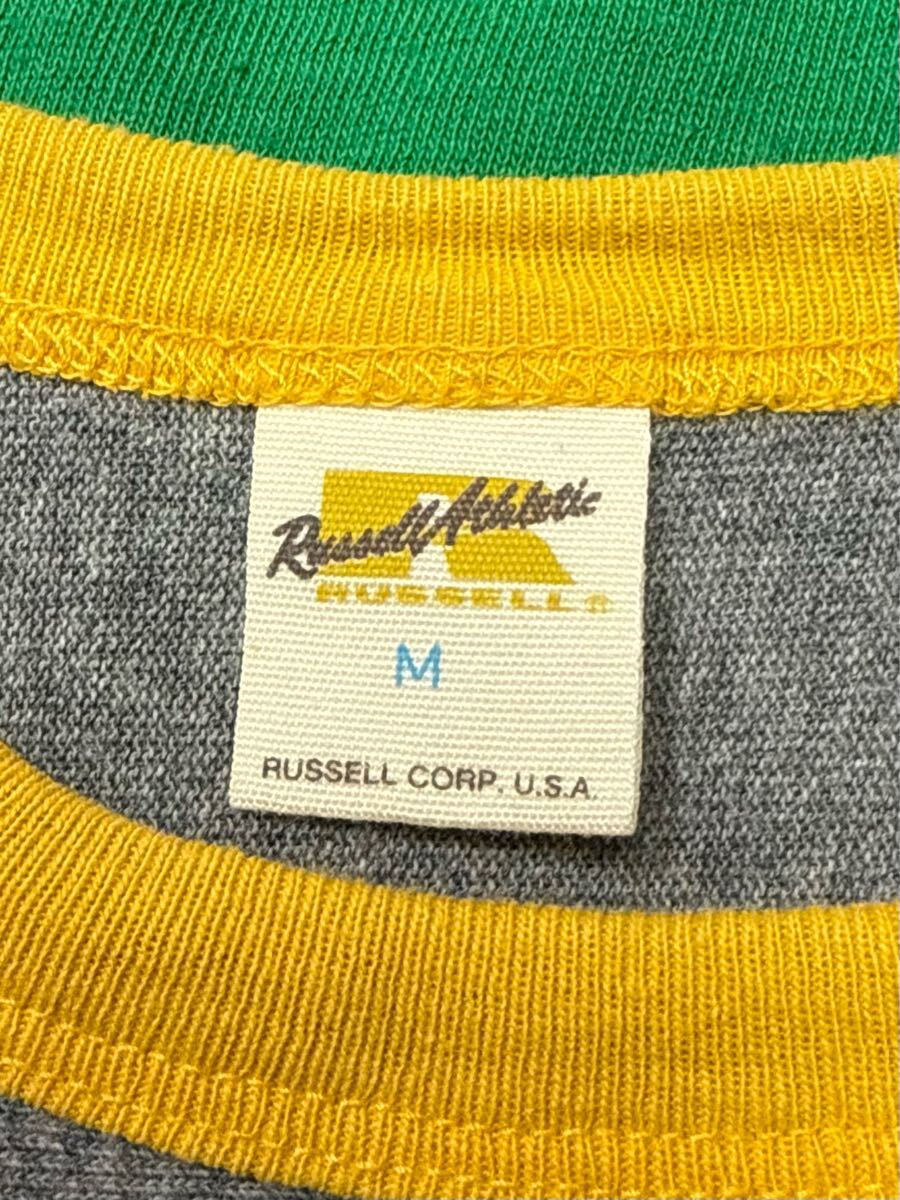 Russell Athletic
RUSSELL ®
M
RUSSELL CORP. U.S.A.